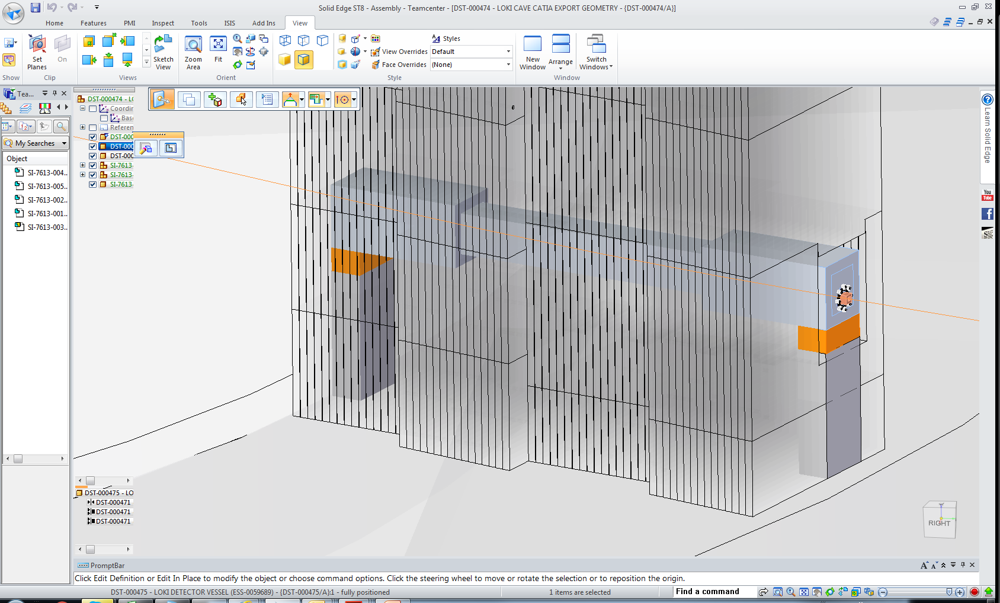 Solid Edge ST8 - Assembly - Teamcenter - [DST-000474 - LOKI CAVE CATIA EXPORT GEOMETRY - {DST-000474/A}]
Home Features PMI Inspect Tools ISIS Add Ins View
Set Planes
On
Sketch View
Zoom Area
Fit
Styles
View Overrides Default
Face Overrides (None)
New Window
Arrange
Switch Windows
Show Clip Views Orient Style Window
Tea...
My Searches
Object
SI-7613-004..
SI-7613-005..
SI-7613-002..
SI-7613-001..
SI-7613-003..
DST-000474 - L
Coordin
Base
Referen
DST-000
DST-000
DST-000
SI-7613-
SI-7613-
SI-7613-
DST-000475 - LO
DST-000471
DST-000471
DST-000471
Learn Solid Edge
You Tube
RIGHT
PromptBar
Click Edit Definition or Edit In Place to modify the object or choose command options. Click the steering wheel to move or rotate the selection or to reposition the origin.
DST-000475 - LOKI DETECTOR VESSEL (ESS-0059689) - {DST-000475/A}:1 - fully positioned
1 items are selected
Find a command